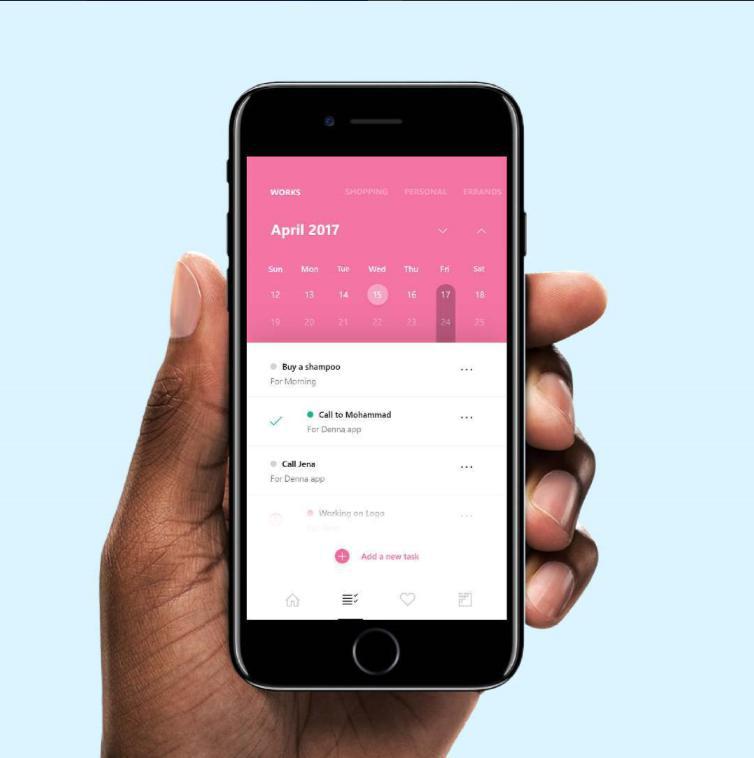 WORKS SHOPPING PERSONAL ERRANDS
April 2017
Sun Mon Tue Wed Thu Fri Sat
12 13 14 15 16 17 18
19 20 21 22 23 24 25
Buy a shampoo
For Morning
Call to Mohammad
For Denna app
Call Jena
For Denna app
Working on Logo
Add a new task